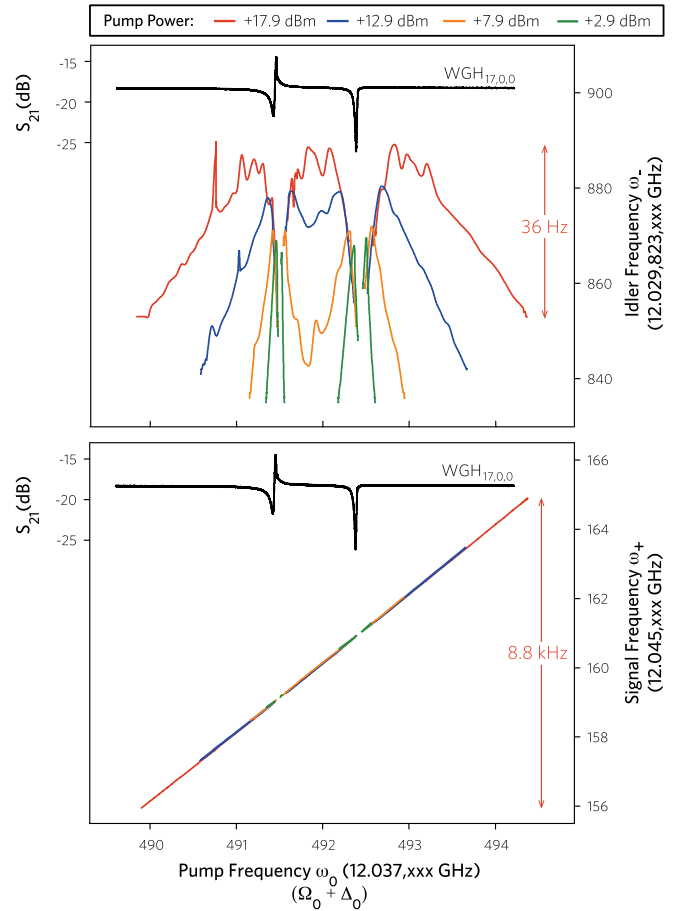 Pump Power: +17.9 dBm +12.9 dBm +7.9 dBm +2.9 dBm
-15
-20
-25
S21(dB)
WGH17,0,0
900
880
860
840
36 Hz
Idler Frequency ω-
(12.029,823,xxx GHz)
-15
-20
-25
S21(dB)
WGH17,0,0
166
164
162
160
158
156
8.8 kHz
Signal Frequency ω+
(12.045,xxx GHz)
490 491 492 493 494
Pump Frequency ω0 (12.037,xxx GHz)
(Ω0 + Δ0)